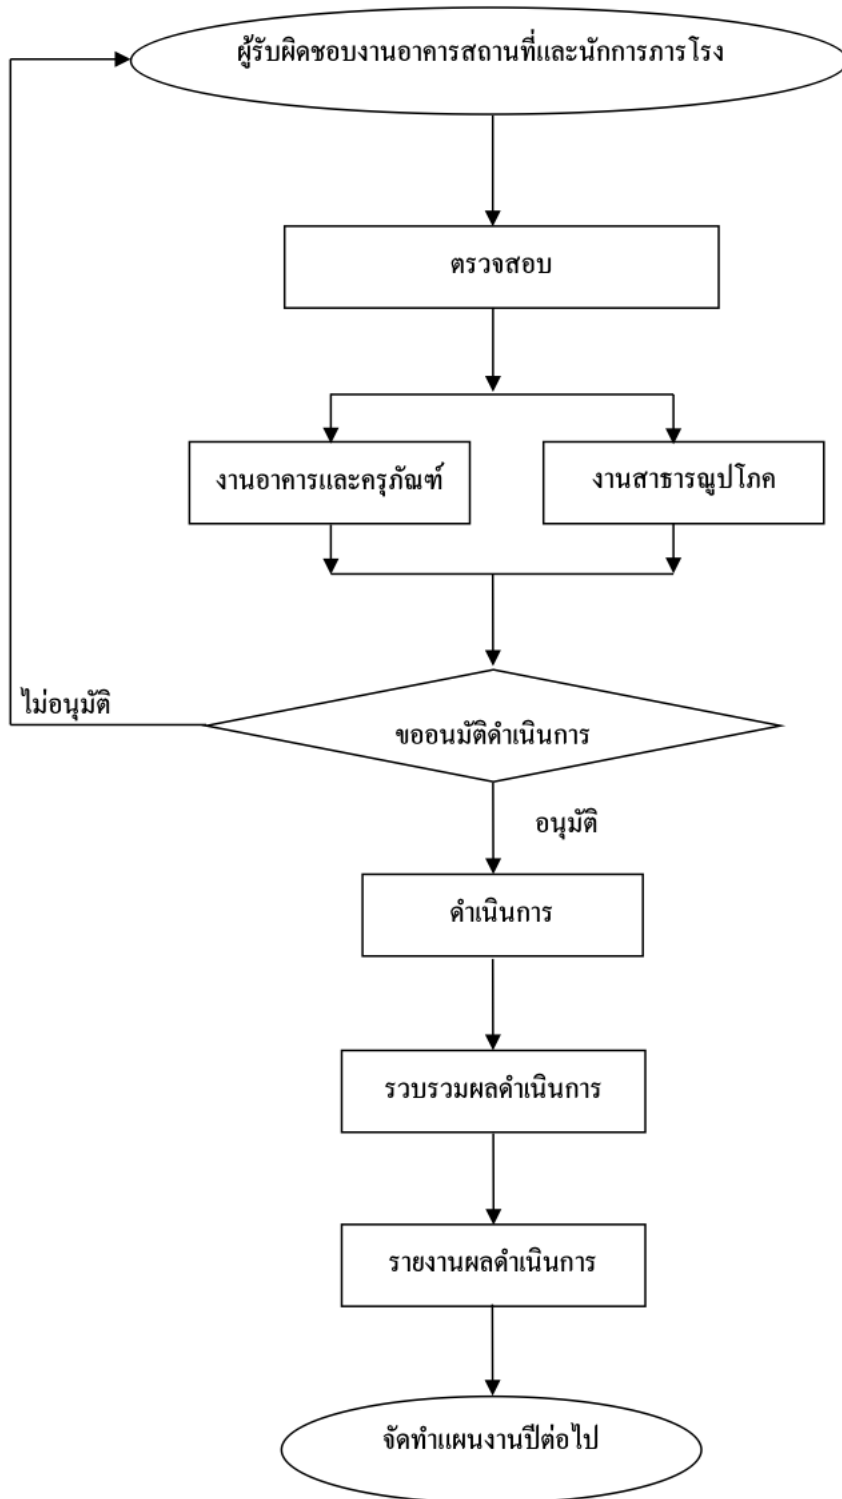 ผู้รับผิดชอบงานอาคารสถานที่และนักการภารโรง
ตรวจสอบ
งานอาคารและครุภัณฑ์
งานสาธารณูปโภค
ไม่อนุมัติ
ขออนมัติดำเนินการ
อนุมัติ
ดำเนินการ
รวบรวมผลดำเนินการ
รายงานผลดำเนินการ
จัดทำแผนงานปีต่อไป